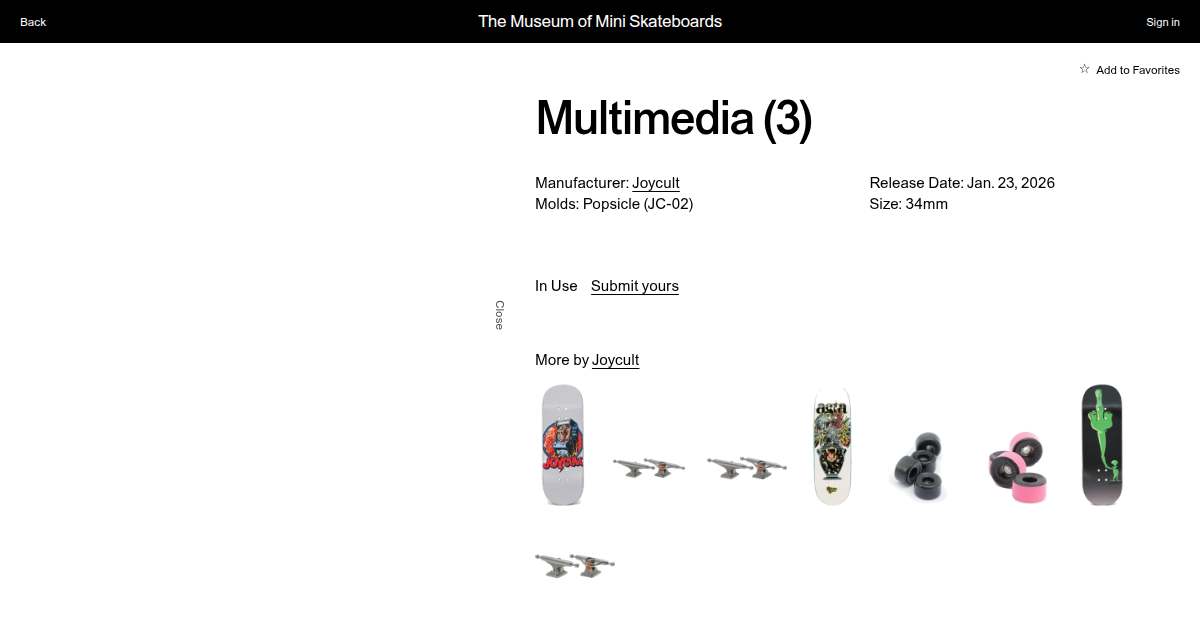 Back
The Museum of Mini Skateboards
Sign in
☆ Add to Favorites
Multimedia (3)
Manufacturer: Joycult
Release Date: Jan. 23, 2026
Molds: Popsicle (JC-02)
Size: 34mm
In Use Submit yours
Close
More by Joycult